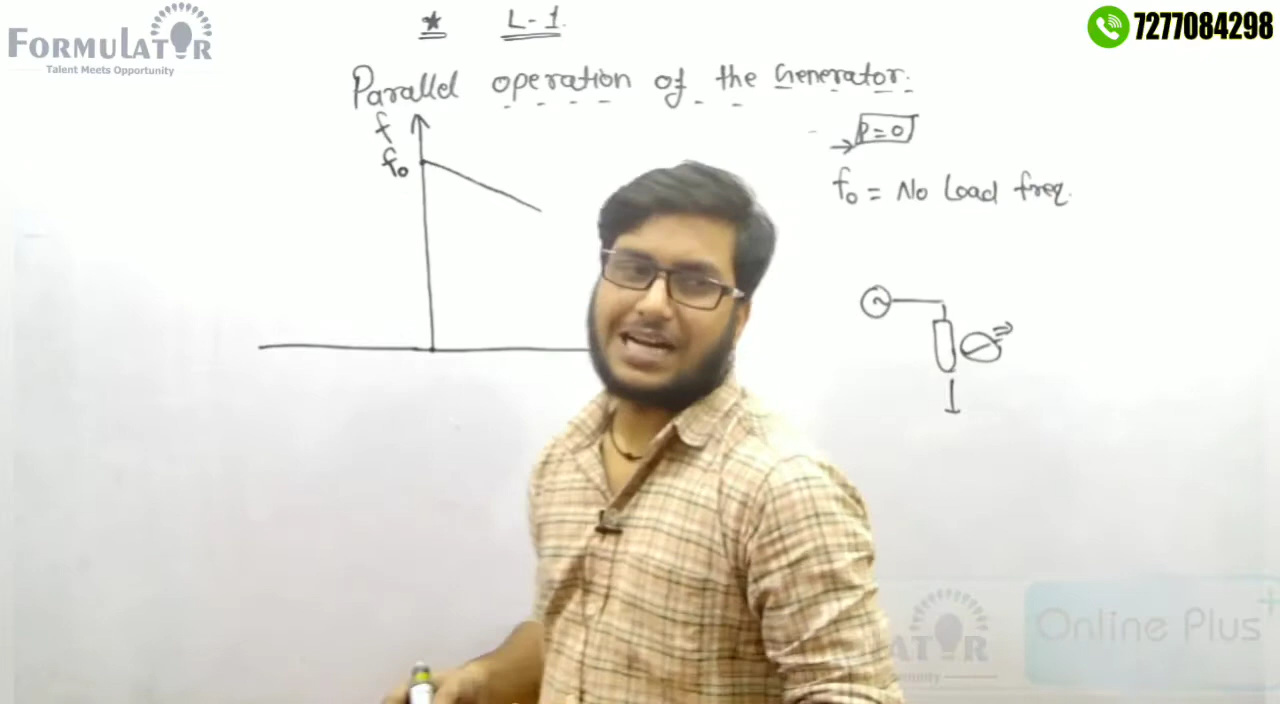 FORMULATOR
Talent Meets Opportunity
7277084298
* L-1.
Parallel operation of the Generator.
f
f₀
P=0
f₀ = No Load freq.
Online Plus+